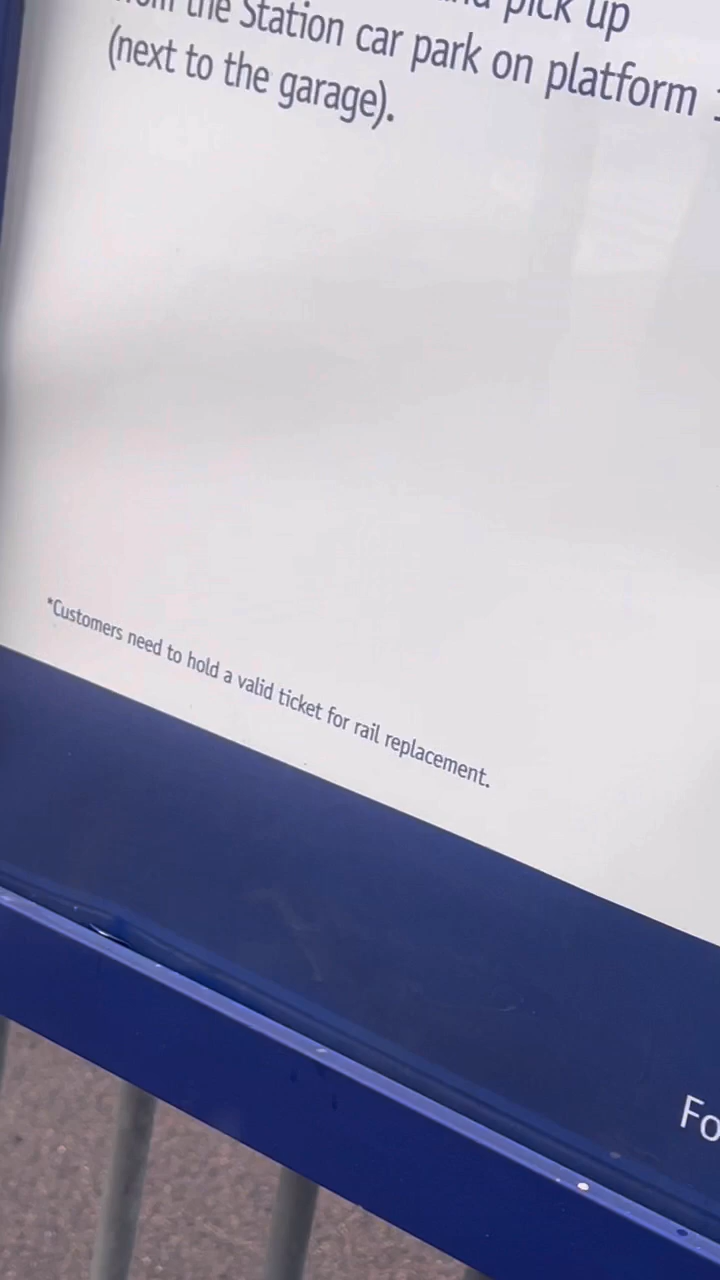 pick up
the Station car park on platform
(next to the garage).
*Customers need to hold a valid ticket for rail replacement.
Fo